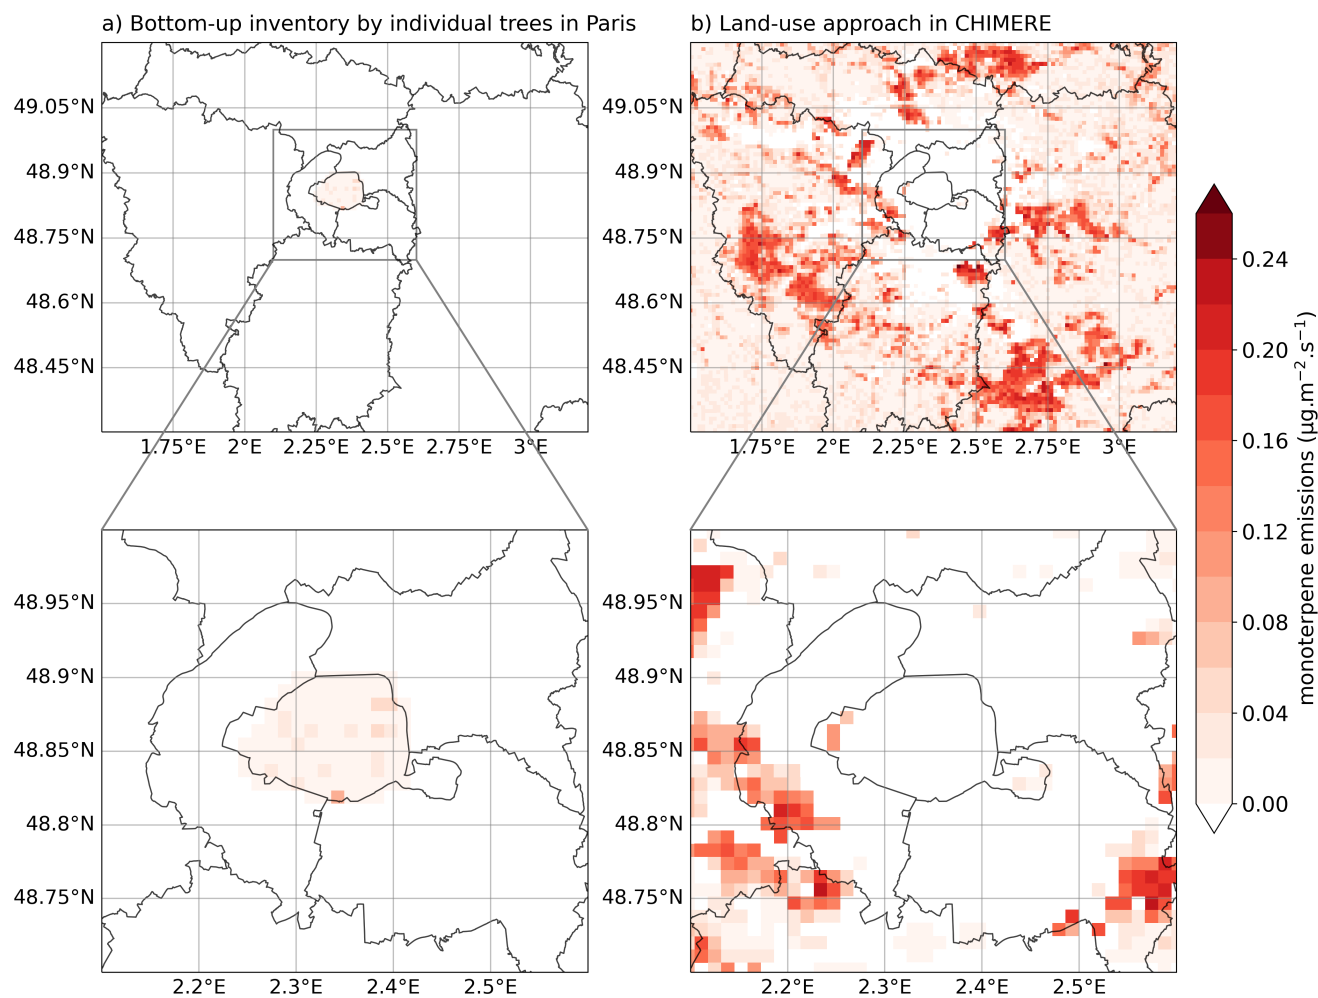 a) Bottom-up inventory by individual trees in Paris
b) Land-use approach in CHIMERE
49.05°N
48.9°N
48.75°N
48.6°N
48.45°N
1.75°E 2°E 2.25°E 2.5°E 2.75°E 3°E
49.05°N
48.9°N
48.75°N
48.6°N
48.45°N
1.75°E 2°E 2.25°E 2.5°E 2.75°E 3°E
48.95°N
48.9°N
48.85°N
48.8°N
48.75°N
2.2°E 2.3°E 2.4°E 2.5°E
48.95°N
48.9°N
48.85°N
48.8°N
48.75°N
2.2°E 2.3°E 2.4°E 2.5°E
0.24
0.20
0.16
0.12
0.08
0.04
0.00
monoterpene emissions (µg.m⁻².s⁻¹)